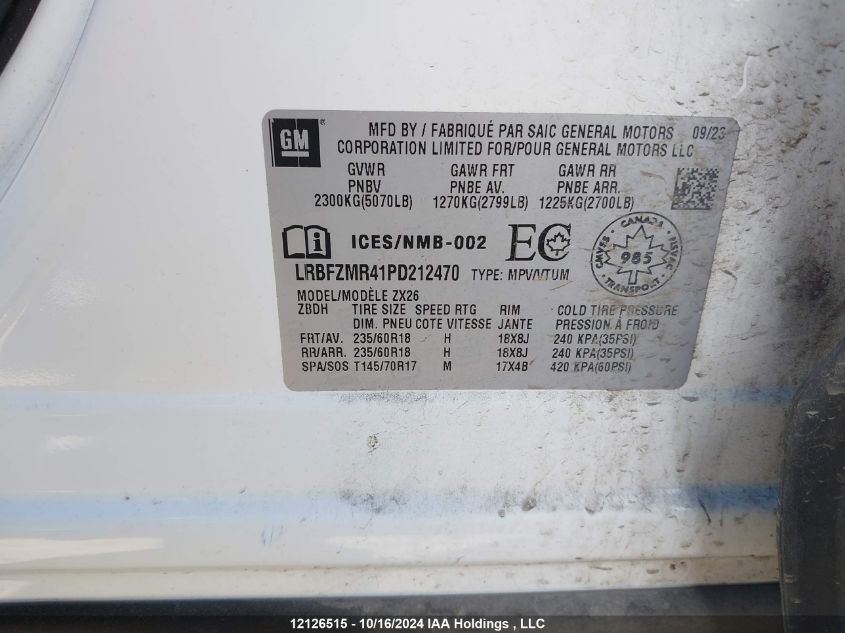 GM
MFD BY / FABRIQUÉ PAR SAIC GENERAL MOTORS 09/23
CORPORATION LIMITED FOR/POUR GENERAL MOTORS LLC
GVWR GAWR FRT GAWR RR
PNBV PNBE AV. PNBE ARR.
2300KG(5070LB) 1270KG(2799LB) 1225KG(2700LB)
i ICES/NMB-002 EC
CANADA
CMVSS 985 NSVAC
TRANSPORT
LRBFZMR41PD212470 TYPE: MPV/VTUM
MODEL/MODÈLE ZX26
ZBDH TIRE SIZE SPEED RTG RIM COLD TIRE PRESSURE
DIM. PNEU COTE VITESSE JANTE PRESSION À FROID
FRT/AV. 235/60R18 H 18X8J 240 KPA(35PSI)
RR/ARR. 235/60R18 H 18X8J 240 KPA(35PSI)
SPA/SOS T145/70R17 M 17X4B 420 KPA(60PSI)
12126515 - 10/16/2024 IAA Holdings , LLC